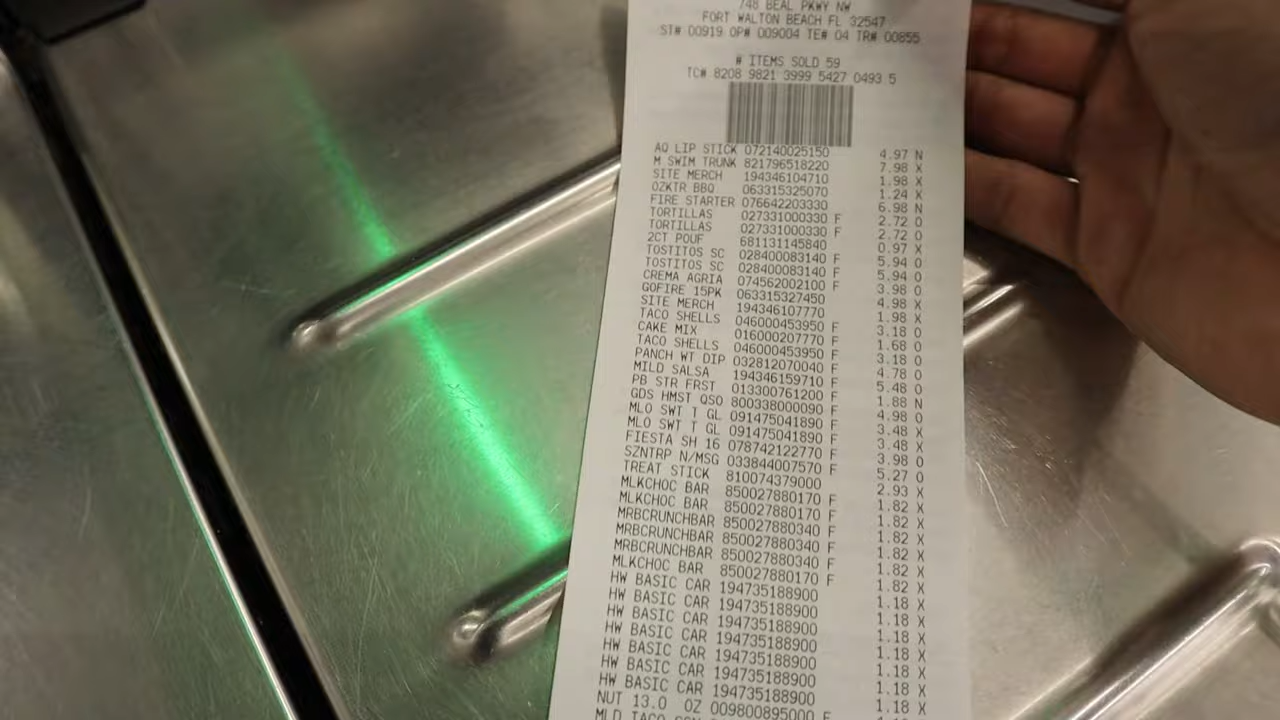 748 BEAL PKWY NW
FORT WALTON BEACH FL 32547
ST# 00919 OP# 009004 TE# 04 TR# 00855
# ITEMS SOLD 59
TC# 8208 9821 3999 5427 0493 5
AQ LIP STICK 072140025150 4.97 N
M SWIM TRUNK 821796518220 7.98 X
SITE MERCH 194346104710 1.98 X
OZKTR BBQ 063315325070 1.24 X
FIRE STARTER 076642203330 6.98 N
TORTILLAS 027331000330 F 2.72 O
TORTILLAS 027331000330 F 2.72 O
2CT POUF 681131145840 0.97 X
TOSTITOS SC 028400083140 F 5.94 O
TOSTITOS SC 028400083140 F 5.94 O
CREMA AGRIA 074562002100 F 3.98 O
GOFIRE 15PK 063315327450 4.98 X
SITE MERCH 194346107770 1.98 X
TACO SHELLS 046000453950 F 3.18 O
CAKE MIX 016000207770 F 1.68 O
TACO SHELLS 046000453950 F 3.18 O
PANCH WT DIP 032812070040 F 4.78 O
MILD SALSA 194346159710 F 5.48 O
PB STR FRST 013300761200 F 1.88 N
GDS HMST QSO 800338000090 F 4.98 O
MLO SWT T GL 091475041890 F 3.48 X
MLO SWT T GL 091475041890 F 3.48 X
FIESTA SH 16 078742122770 F 3.98 O
SZNTRP N/MSG 033844007570 F 5.27 O
TREAT STICK 810074379000 2.93 X
MLKCHOC BAR 850027880170 F 1.82 X
MLKCHOC BAR 850027880170 F 1.82 X
MRBCRUNCHBAR 850027880340 F 1.82 X
MRBCRUNCHBAR 850027880340 F 1.82 X
MRBCRUNCHBAR 850027880340 F 1.82 X
MLKCHOC BAR 850027880170 F 1.82 X
HW BASIC CAR 194735188900 1.18 X
HW BASIC CAR 194735188900 1.18 X
HW BASIC CAR 194735188900 1.18 X
HW BASIC CAR 194735188900 1.18 X
HW BASIC CAR 194735188900 1.18 X
HW BASIC CAR 194735188900 1.18 X
NUT 13.0 OZ 009800895000 F
MLD TACO